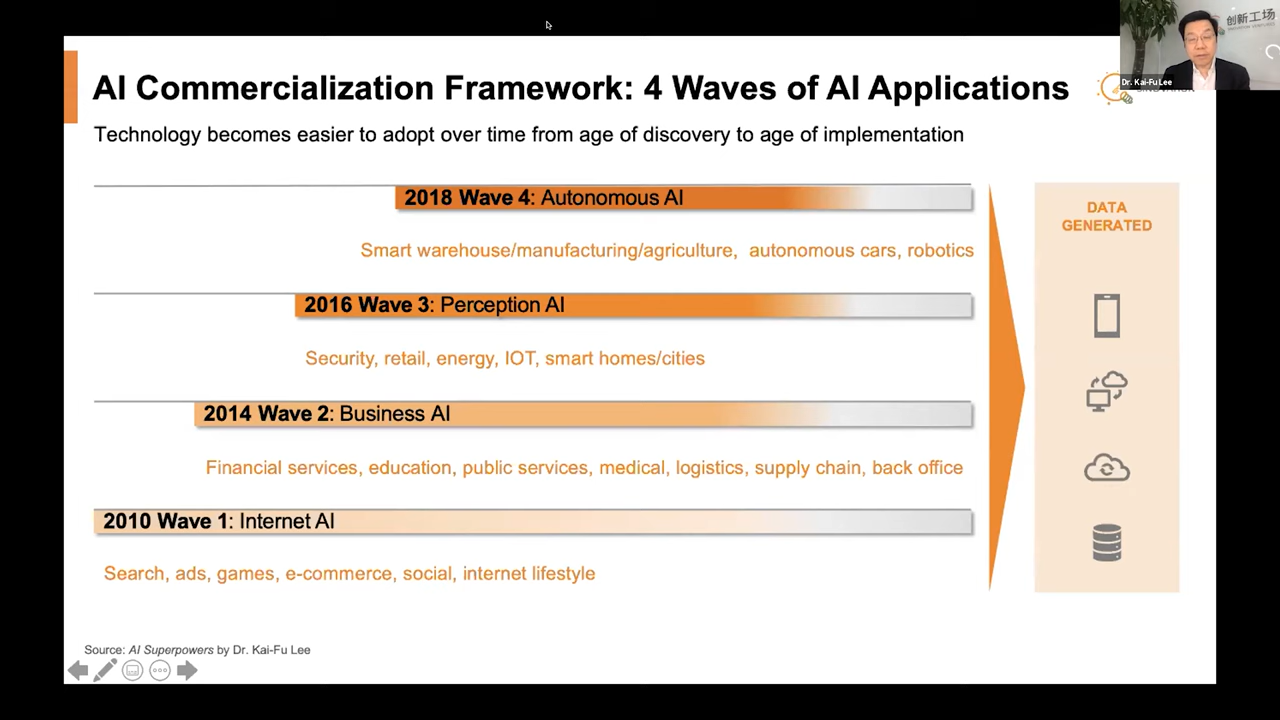 AI Commercialization Framework: 4 Waves of AI Applications
Technology becomes easier to adopt over time from age of discovery to age of implementation
创新工场
Dr. Kai-Fu Lee
2018 Wave 4: Autonomous AI
Smart warehouse/manufacturing/agriculture, autonomous cars, robotics
2016 Wave 3: Perception AI
Security, retail, energy, IOT, smart homes/cities
2014 Wave 2: Business AI
Financial services, education, public services, medical, logistics, supply chain, back office
2010 Wave 1: Internet AI
Search, ads, games, e-commerce, social, internet lifestyle
DATA
GENERATED
Source: AI Superpowers by Dr. Kai-Fu Lee